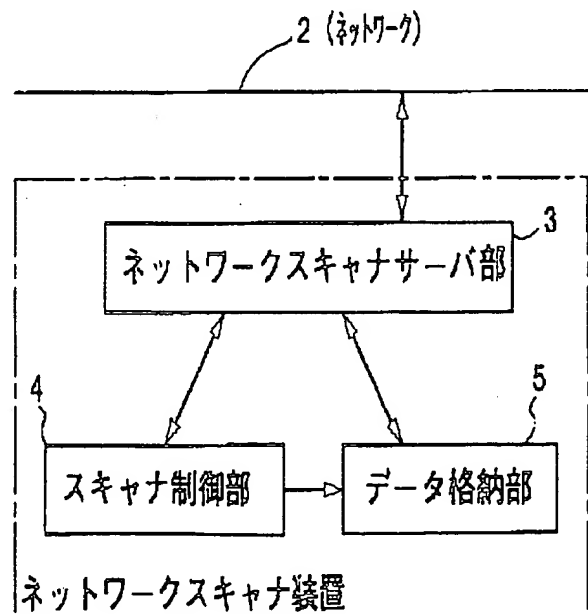 2 (ネットワーク)
3
ネットワークスキャナサーバ部
4
5
スキャナ制御部
データ格納部
ネットワークスキャナ装置